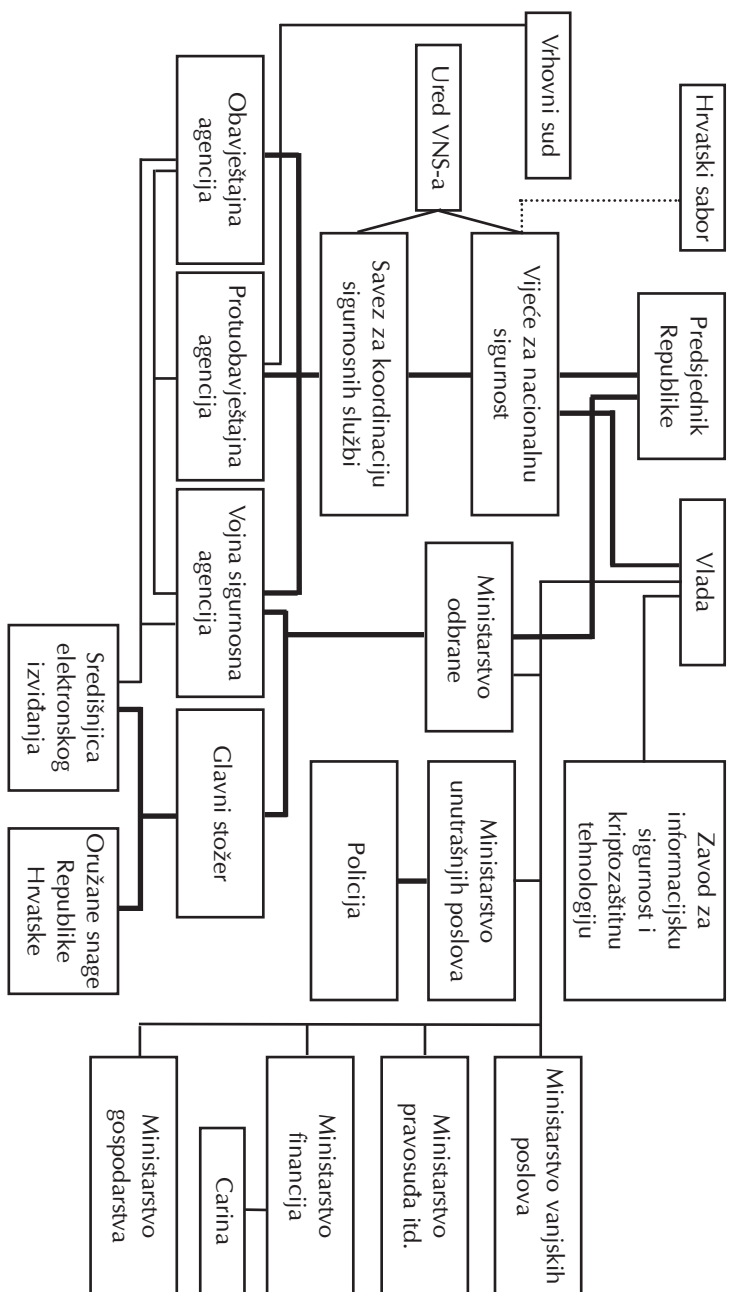 Hrvatski sabor
Predsjednik
Republike
Vlada
Zavod za
informacijsku
sigurnost i
kriptozaštitnu
tehnologiju
Vrhovni sud
Ured VNS-a
Vijeće za nacionalnu
sigurnost
Savez za koordinaciju
sigurnosnih službi
Ministarstvo
odbrane
Ministarstvo
unutrašnjih poslova
Policija
Ministarstvo vanjskih
poslova
Ministarstvo
pravosuđa itd.
Ministarstvo
financija
Carina
Ministarstvo
gospodarstva
Obavještajna
agencija
Protuobavještajna
agencija
Vojna sigurnosna
agencija
Glavni stožer
Središnjica
elektronskog
izviđanja
Oružane snage
Republike
Hrvatske